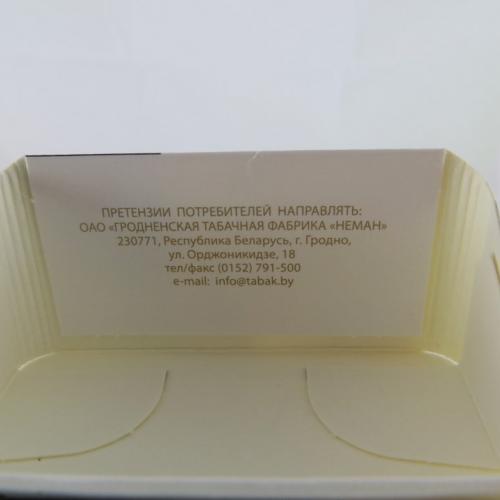 ПРЕТЕНЗИИ ПОТРЕБИТЕЛЕЙ НАПРАВЛЯТЬ:
ОАО «ГРОДНЕНСКАЯ ТАБАЧНАЯ ФАБРИКА «НЕМАН»
230771, Республика Беларусь, г. Гродно,
ул. Орджоникидзе, 18
тел/факс (0152) 791-500
e-mail: info@tabak.by